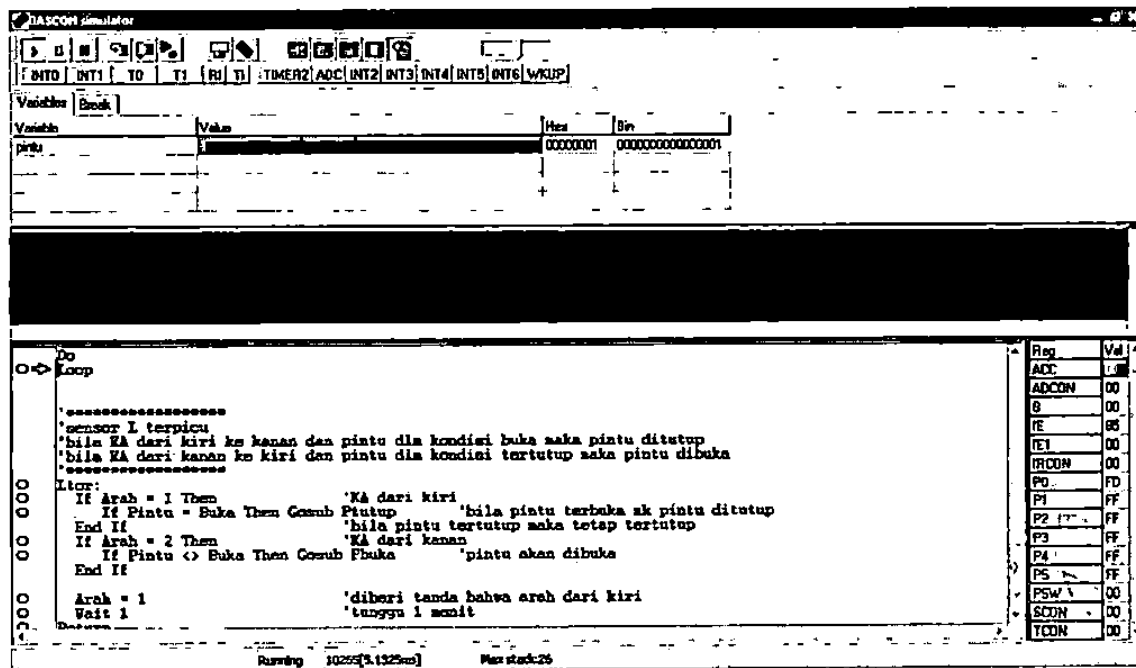 BASCOM simulator
INT0 INT1 T0 T1 RI TI TIMER2 ADC INT2 INT3 INT4 INT5 INT6 WKUP
Variables Break
Variable Value Hex Bin
pintu 00000001 0000000000000001
Do
Loop
'===================
'sensor L terpicu
'bila KA dari kiri ke kanan dan pintu dlm kondisi buka maka pintu ditutup
'bila KA dari kanan ke kiri dan pintu dlm kondisi tertutup maka pintu dibuka
'===================
If Arah = 1 Then 'KA dari kiri
If Pintu = Buka Then Gosub Ptutup 'bila pintu terbuka mk pintu ditutup
End If 'bila pintu tertutup maka tetap tertutup
If Arah = 2 Then 'KA dari kanan
If Pintu <> Buka Then Gosub Pbuka 'pintu akan dibuka
End If
Arah = 1 'diberi tanda bahwa arah dari kiri
Wait 1 'tunggu 1 menit
Return
Reg Val
ACC
ADCON 00
B 00
IE 85
IE1 00
IRCON 00
P0 FD
P1 FF
P2 FF
P3 FF
P4 FF
P5 FF
PSW 00
SCON 00
TCON 00
Running 10265[5.1325ms] Max stack:26